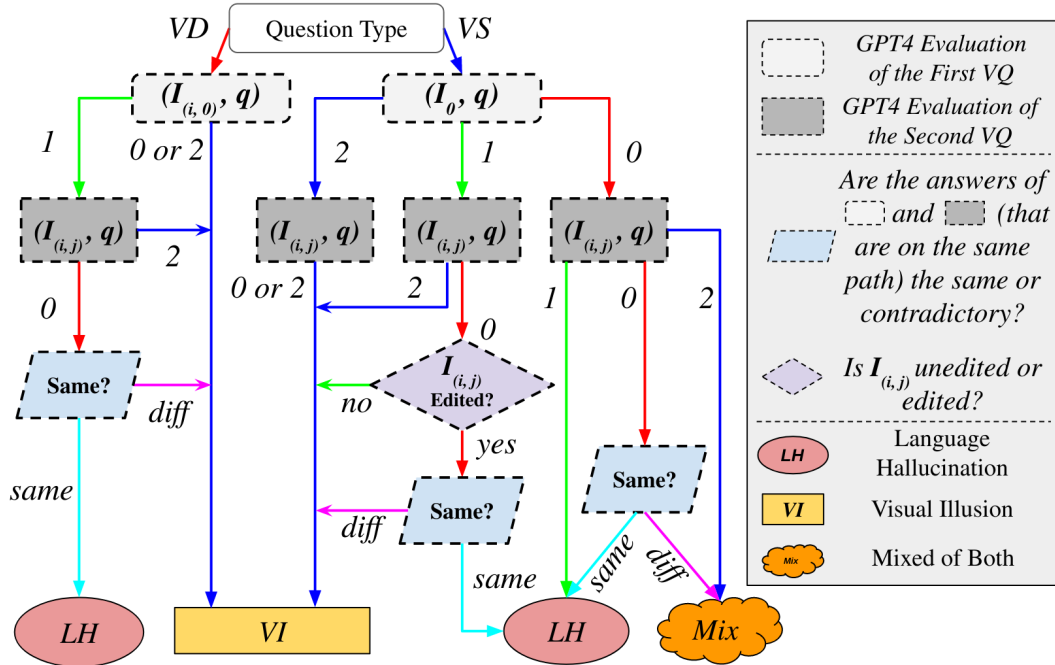 VD
Question Type
VS
(I(i, 0), q)
(I0, q)
1
0 or 2
2
1
0
(I(i, j), q)
(I(i, j), q)
(I(i, j), q)
(I(i, j), q)
2
0
0 or 2
2
0
1
0
2
Same?
diff
same
I(i, j)
Edited?
no
yes
Same?
diff
same
Same?
same
diff
LH
VI
LH
Mix
GPT4 Evaluation
of the First VQ
GPT4 Evaluation of
the Second VQ
Are the answers of
and (that
are on the same
path) the same or
contradictory?
Is I(i, j) unedited or
edited?
LH
Language
Hallucination
VI
Visual Illusion
Mix
Mixed of Both